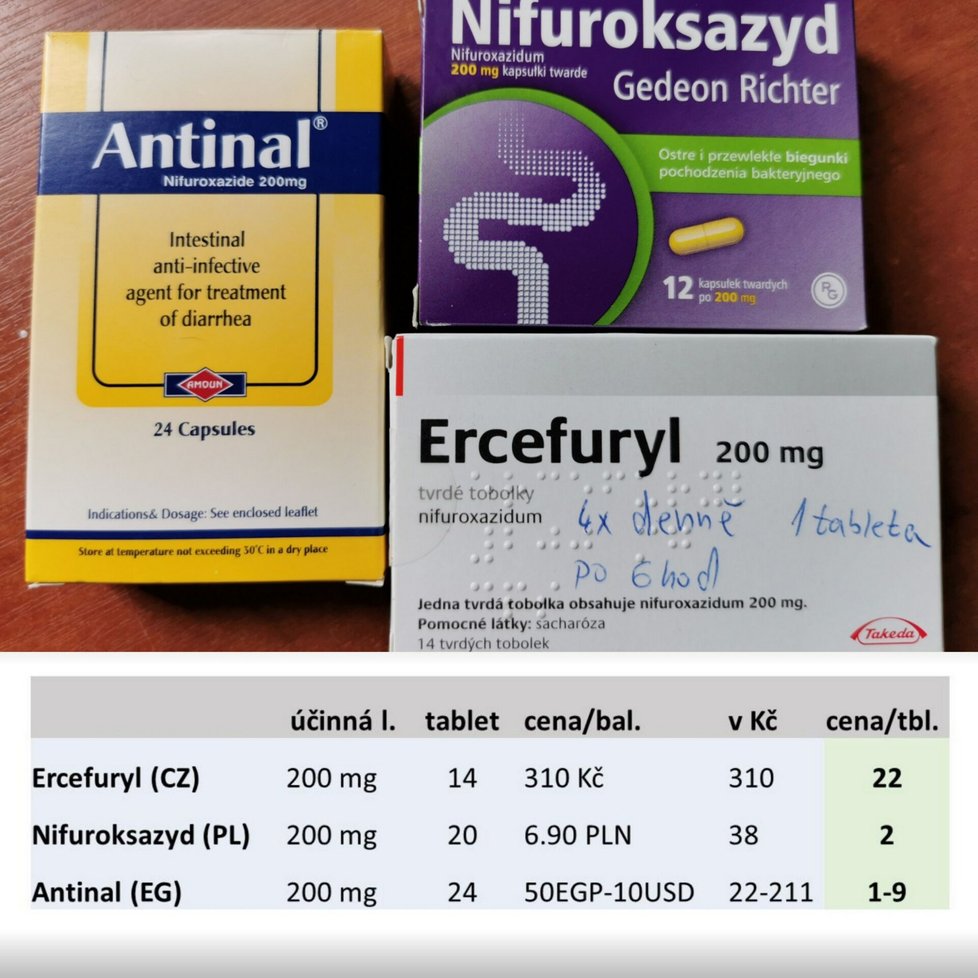 Antinal®
Nifuroxazide 200mg
Intestinal
anti-infective
agent for treatment
of diarrhea
AMOUN
24 Capsules
Indications& Dosage: See enclosed leaflet
Store at temperature not exceeding 30°C in a dry place
Nifuroksazyd
Nifuroxazidum
200 mg kapsułki twarde
Gedeon Richter
Ostre i przewlekłe biegunki
pochodzenia bakteryjnego
12 kapsułek twardych
po 200 mg
RG
Ercefuryl 200 mg
tvrdé tobolky
nifuroxazidum
4x denně 1 tableta
po 6 hod
Jedna tvrdá tobolka obsahuje nifuroxazidum 200 mg.
Pomocné látky: sacharóza
14 tvrdých tobolek
Takeda
účinná l. tablet cena/bal. v Kč cena/tbl.
Ercefuryl (CZ) 200 mg 14 310 Kč 310 22
Nifuroksazyd (PL) 200 mg 20 6.90 PLN 38 2
Antinal (EG) 200 mg 24 50EGP-10USD 22-211 1-9